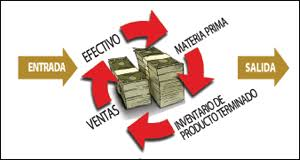 ENTRADA
EFECTIVO
MATERIA PRIMA
SALIDA
VENTAS
INVENTARIO DE
PRODUCTO TERMINADO